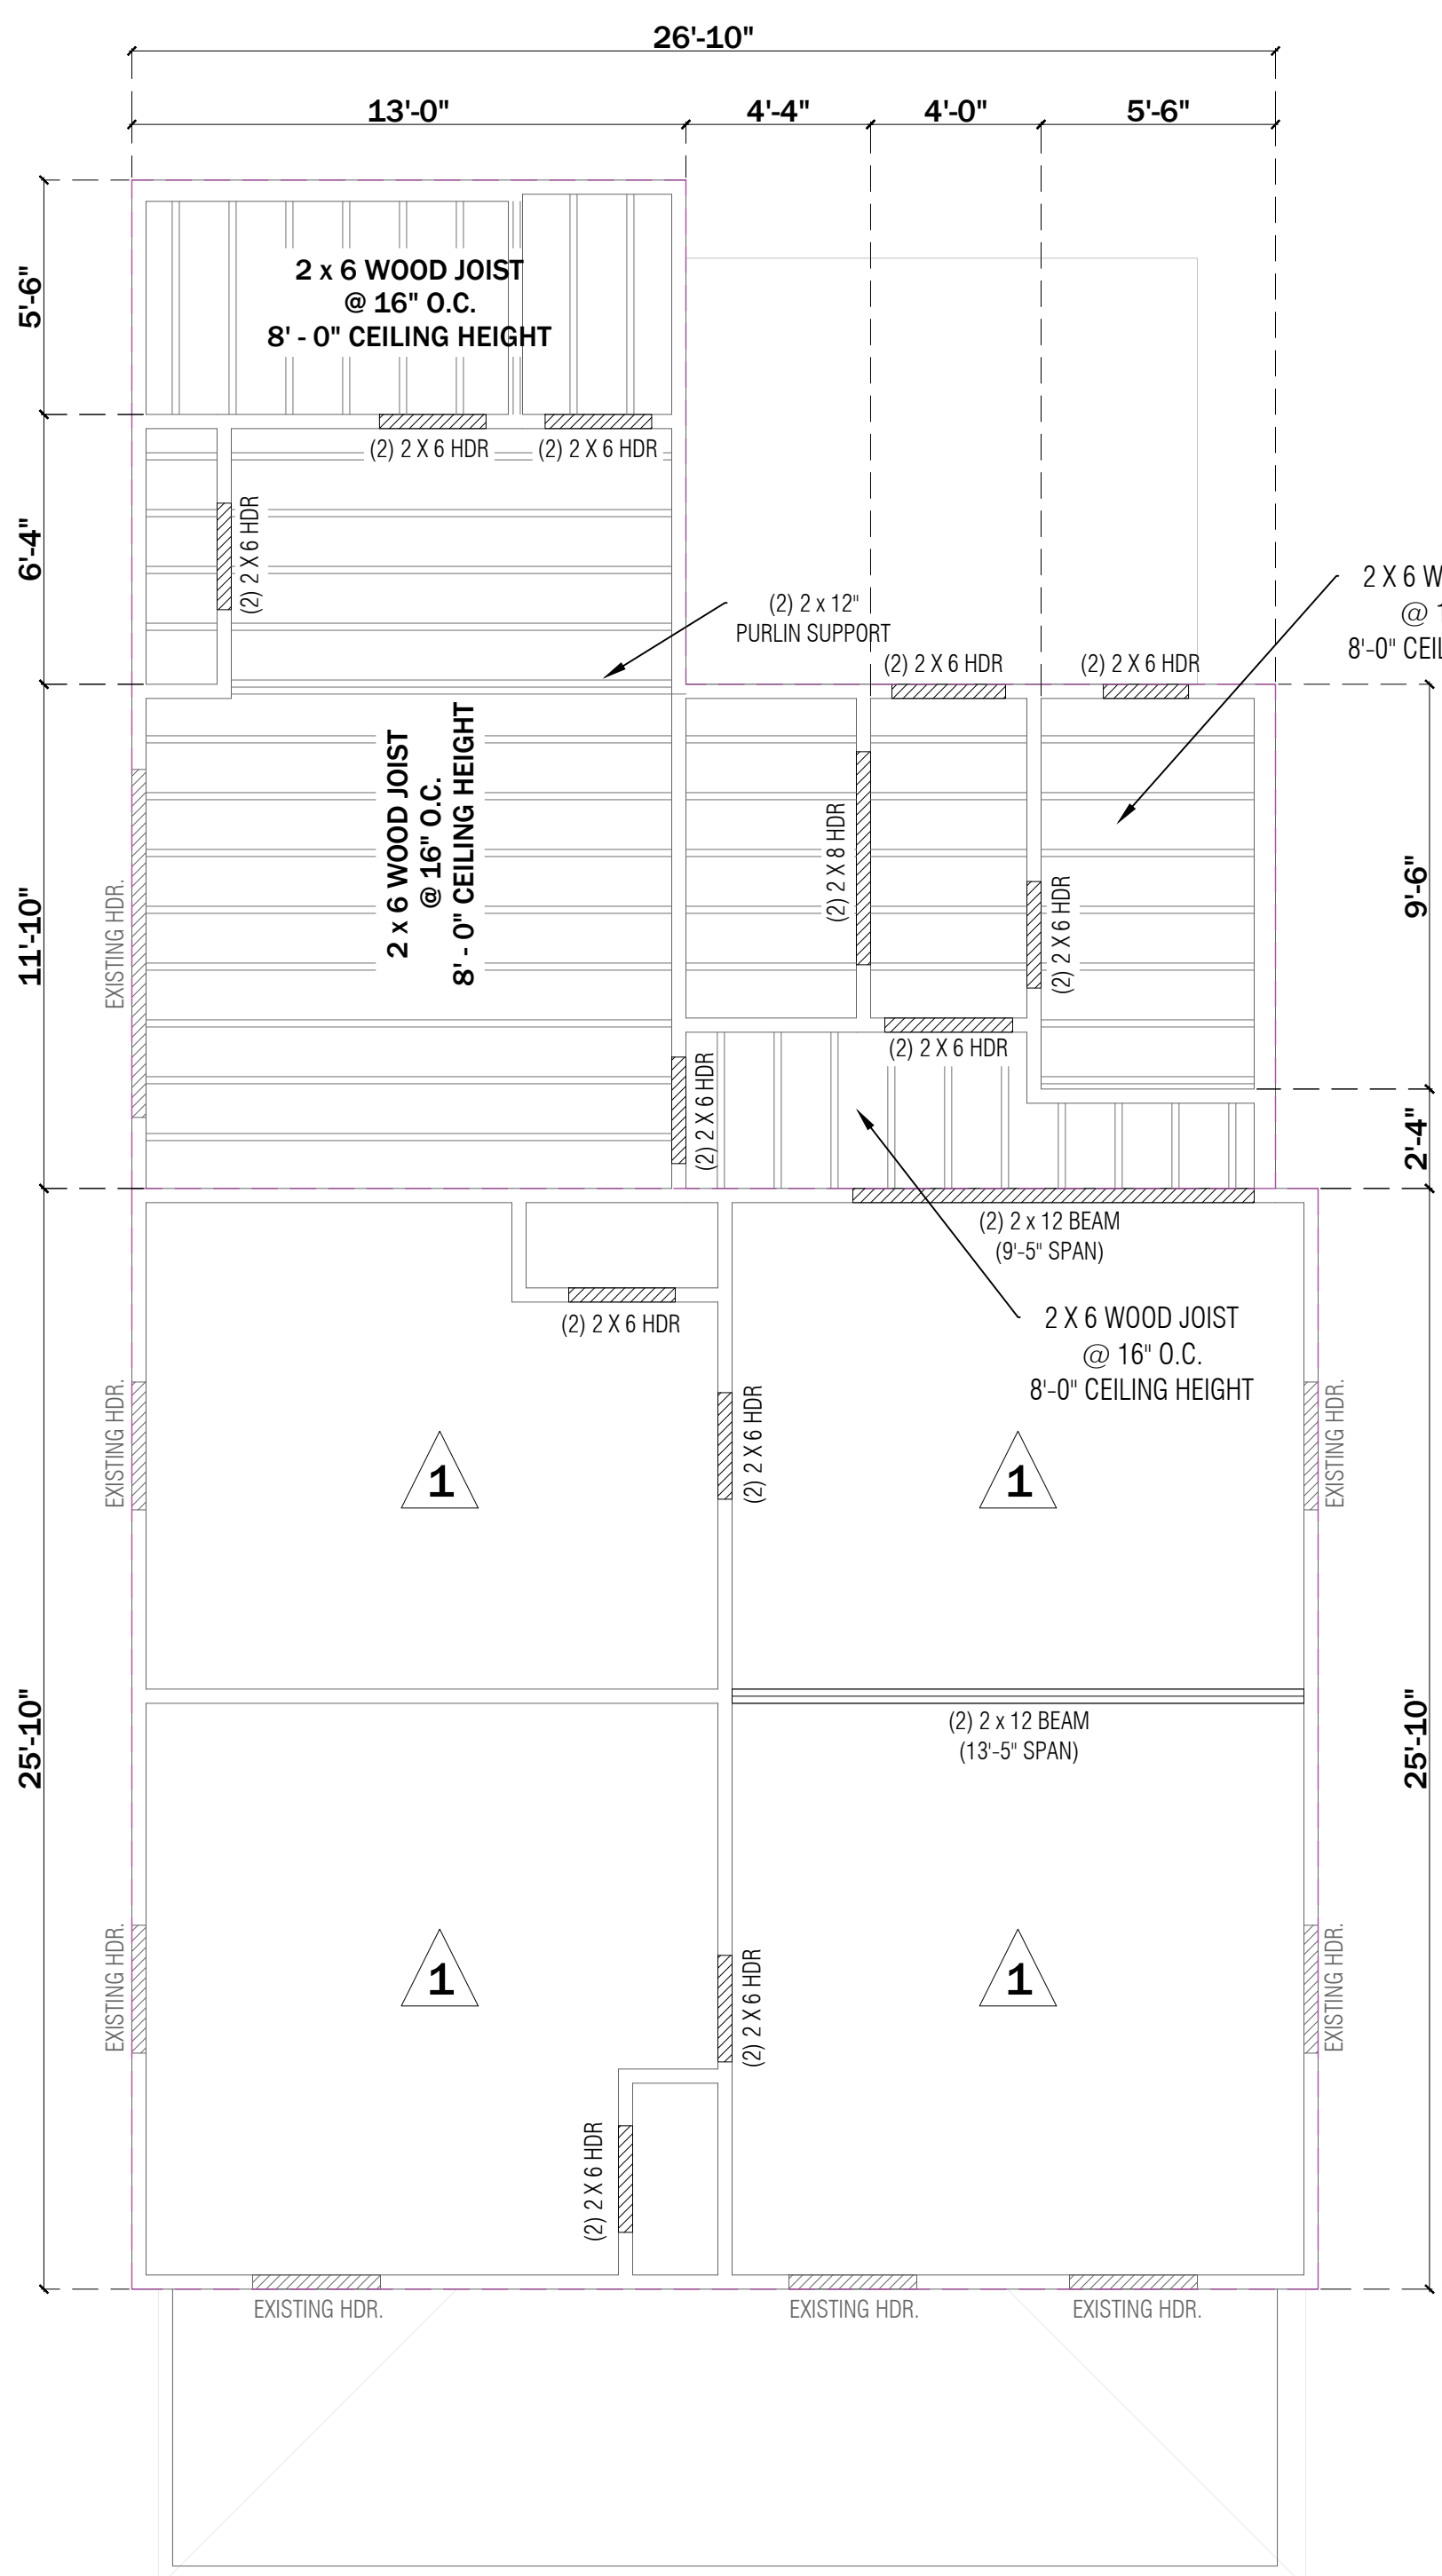 26'-10"
13'-0"
4'-4"
4'-0"
5'-6"
5'-6"
2 x 6 WOOD JOIST
@ 16" O.C.
8' - 0" CEILING HEIGHT
(2) 2 X 6 HDR
(2) 2 X 6 HDR
6'-4"
(2) 2 X 6 HDR
(2) 2 x 12"
PURLIN SUPPORT
2 X 6 W
@ 1
8'-0" CEIL
(2) 2 X 6 HDR
(2) 2 X 6 HDR
11'-10"
EXISTING HDR.
2 x 6 WOOD JOIST
@ 16" O.C.
8' - 0" CEILING HEIGHT
(2) 2 X 8 HDR
(2) 2 X 6 HDR
9'-6"
(2) 2 X 6 HDR
(2) 2 X 6 HDR
2'-4"
(2) 2 x 12 BEAM
(9'-5" SPAN)
(2) 2 X 6 HDR
2 X 6 WOOD JOIST
@ 16" O.C.
8'-0" CEILING HEIGHT
EXISTING HDR.
1
(2) 2 X 6 HDR
1
EXISTING HDR.
25'-10"
(2) 2 x 12 BEAM
(13'-5" SPAN)
25'-10"
EXISTING HDR.
1
(2) 2 X 6 HDR
1
EXISTING HDR.
(2) 2 X 6 HDR
EXISTING HDR.
EXISTING HDR.
EXISTING HDR.